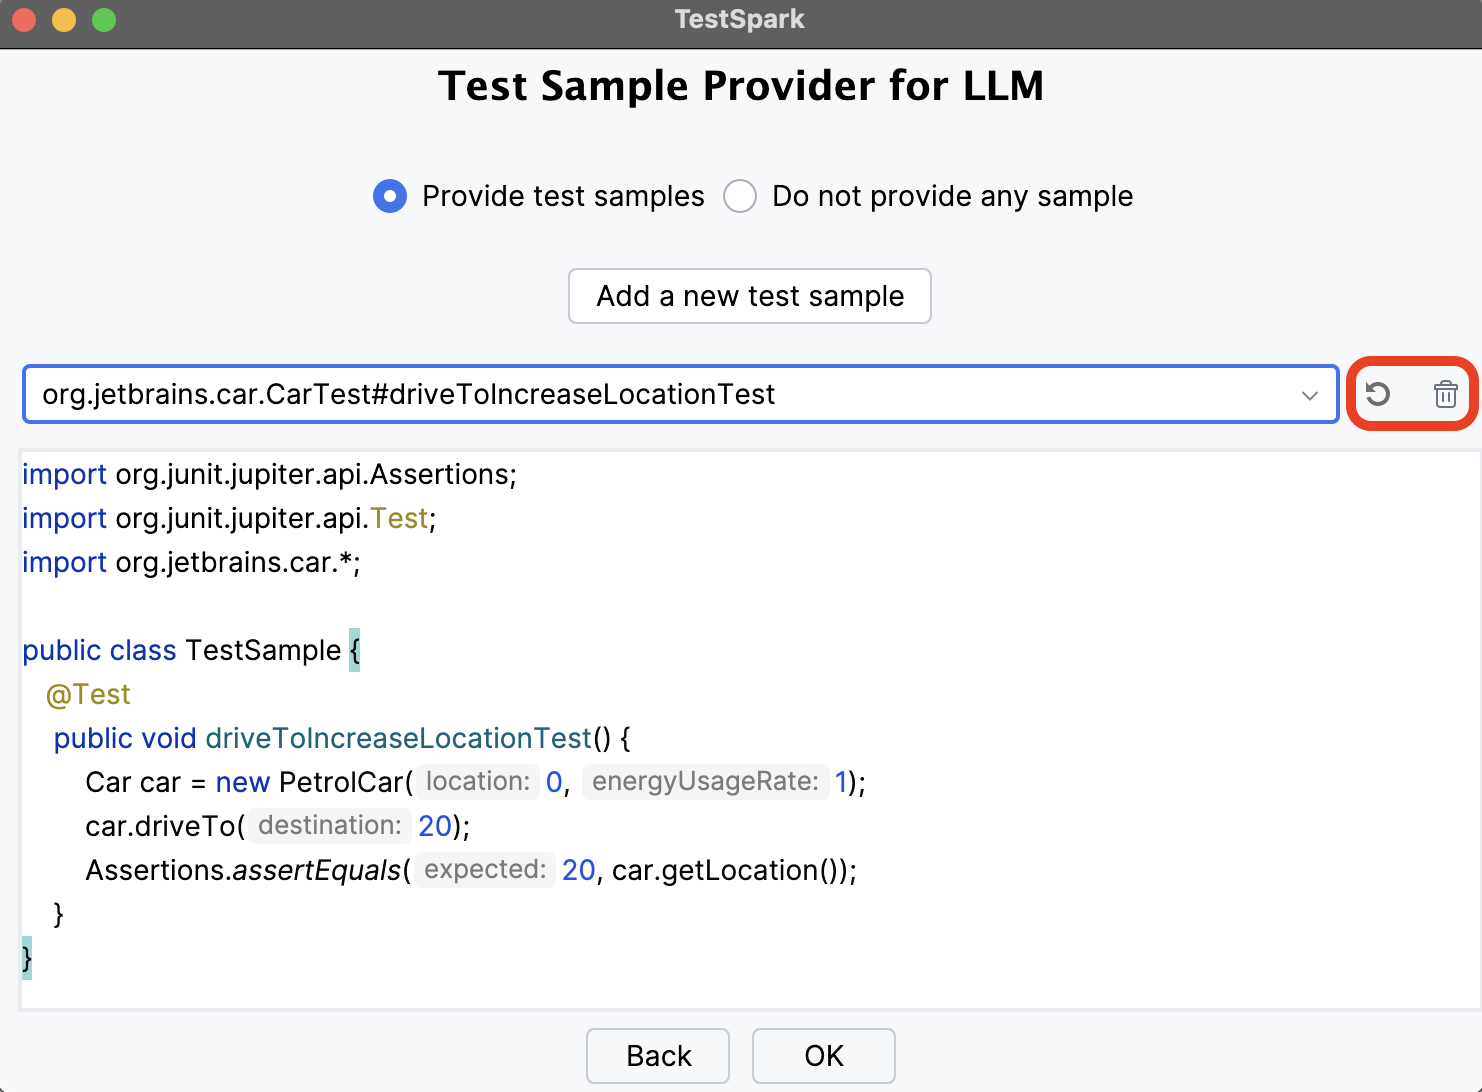 TestSpark
Test Sample Provider for LLM
Provide test samples Do not provide any sample
Add a new test sample
org.jetbrains.car.CarTest#driveToIncreaseLocationTest
import org.junit.jupiter.api.Assertions;
import org.junit.jupiter.api.Test;
import org.jetbrains.car.*;
public class TestSample {
@Test
public void driveToIncreaseLocationTest() {
Car car = new PetrolCar( location: 0, energyUsageRate: 1);
car.driveTo( destination: 20);
Assertions.assertEquals( expected: 20, car.getLocation());
}
}
Back OK